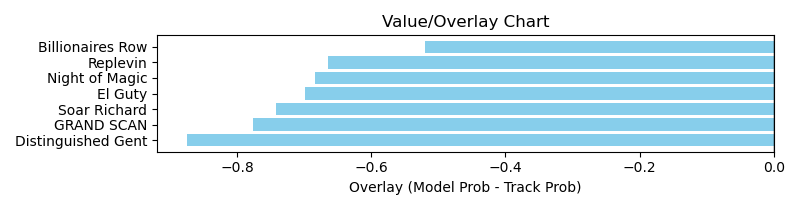 Value/Overlay Chart
Billionaires Row
Replevin
Night of Magic
El Guty
Soar Richard
GRAND SCAN
Distinguished Gent
−0.8 −0.6 −0.4 −0.2 0.0
Overlay (Model Prob - Track Prob)